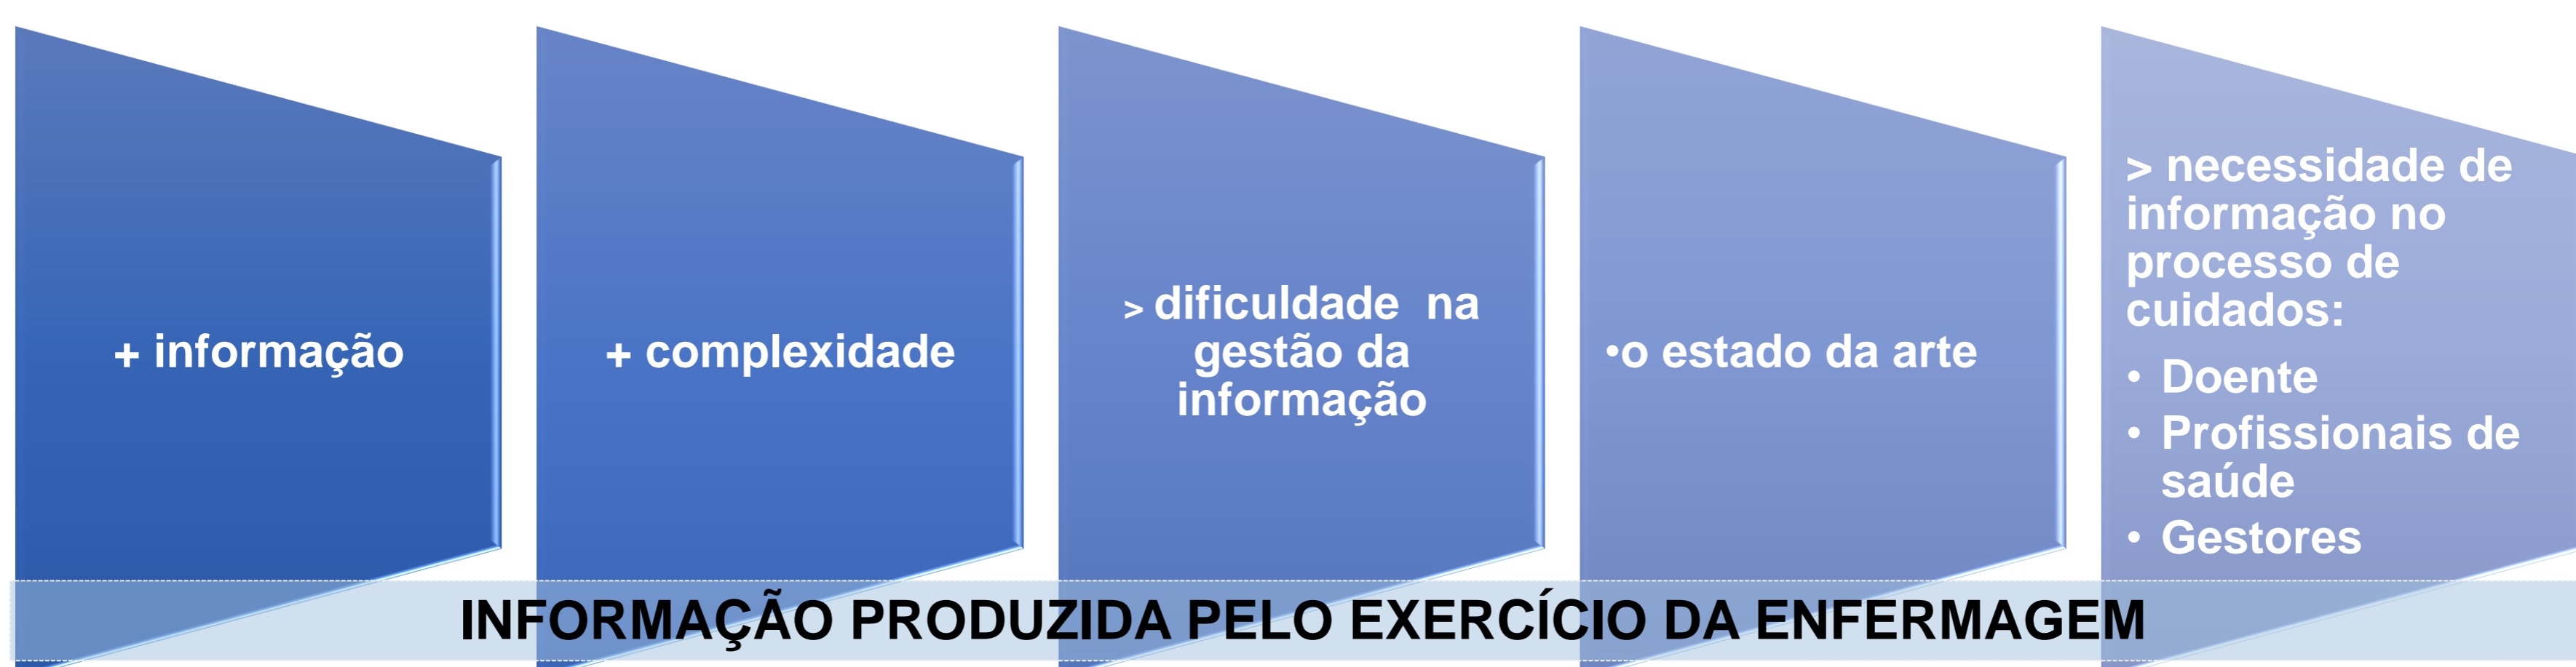 + informação
+ complexidade
> dificuldade na
gestão da
informação
•o estado da arte
> necessidade de
informação no
processo de
cuidados:
• Doente
• Profissionais de
saúde
• Gestores
INFORMAÇÃO PRODUZIDA PELO EXERCÍCIO DA ENFERMAGEM